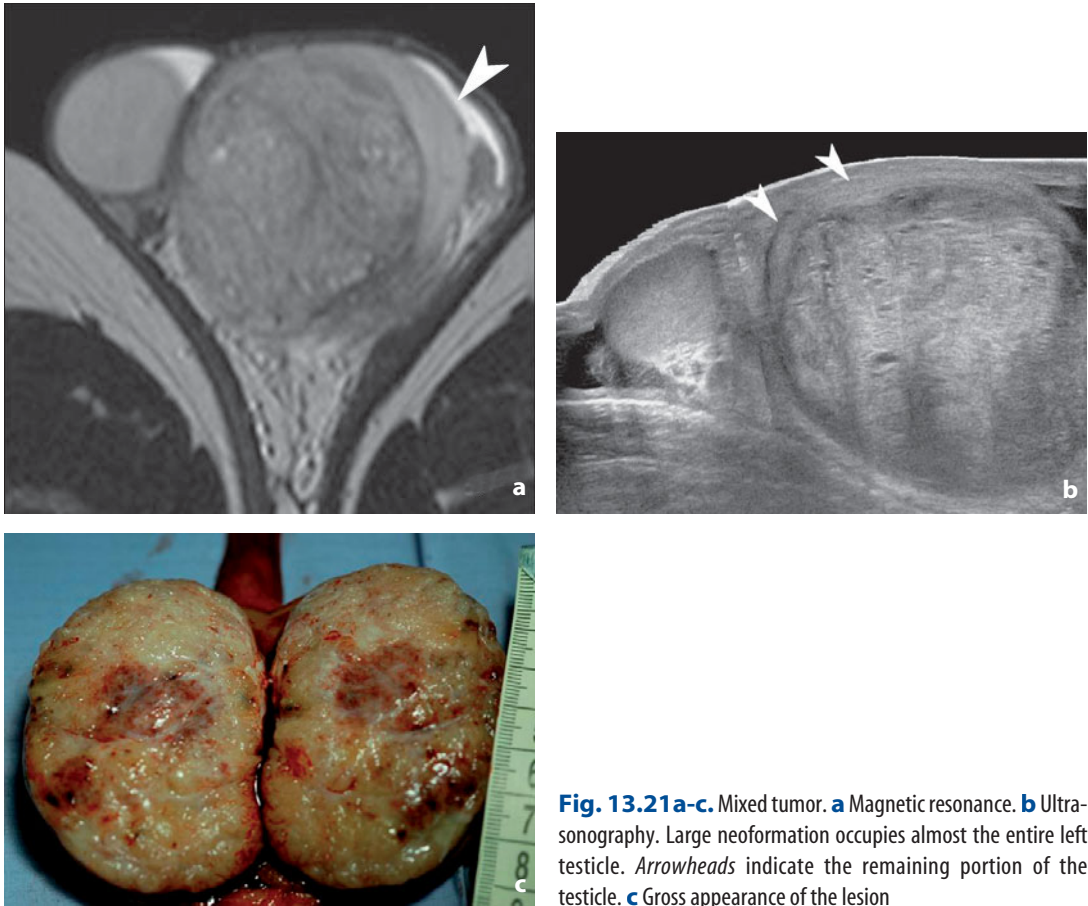 a
b
c
6
7
8
Fig. 13.21a-c. Mixed tumor. a Magnetic resonance. b Ultra-
sonography. Large neoformation occupies almost the entire left
testicle. Arrowheads indicate the remaining portion of the
testicle. c Gross appearance of the lesion